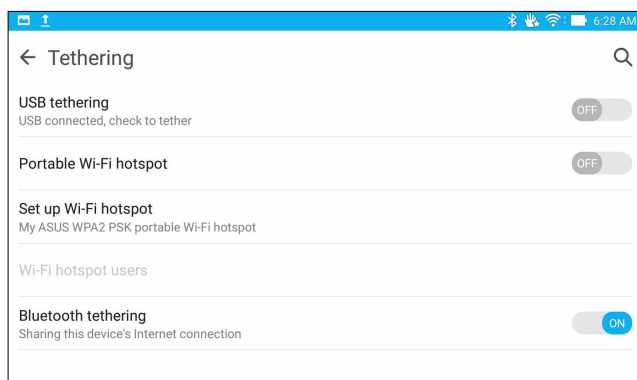 6:28 AM
Tethering
USB tethering
OFF
USB connected, check to tether
Portable Wi-Fi hotspot
OFF
Set up Wi-Fi hotspot
My ASUS WPA2 PSK portable Wi-Fi hotspot
Wi-Fi hotspot users
Bluetooth tethering
ON
Sharing this device's Internet connection